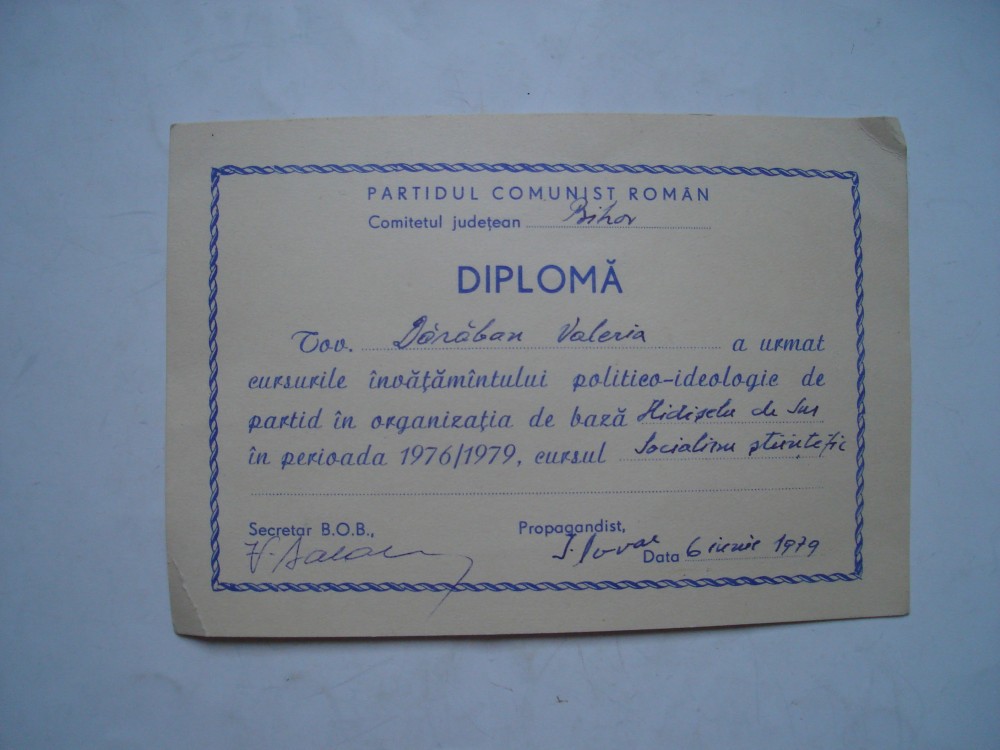 PARTIDUL COMUNIST ROMÂN
Comitetul județean Bihor
DIPLOMĂ
Tov. Dărăban Valeria a urmat
cursurile învățămîntului politico-ideologic de
partid în organizația de bază Hidișelu de Sus
în perioada 1976/1979, cursul Socialism științific
Secretar B.O.B., Propagandist,
Data 6 iunie 1979